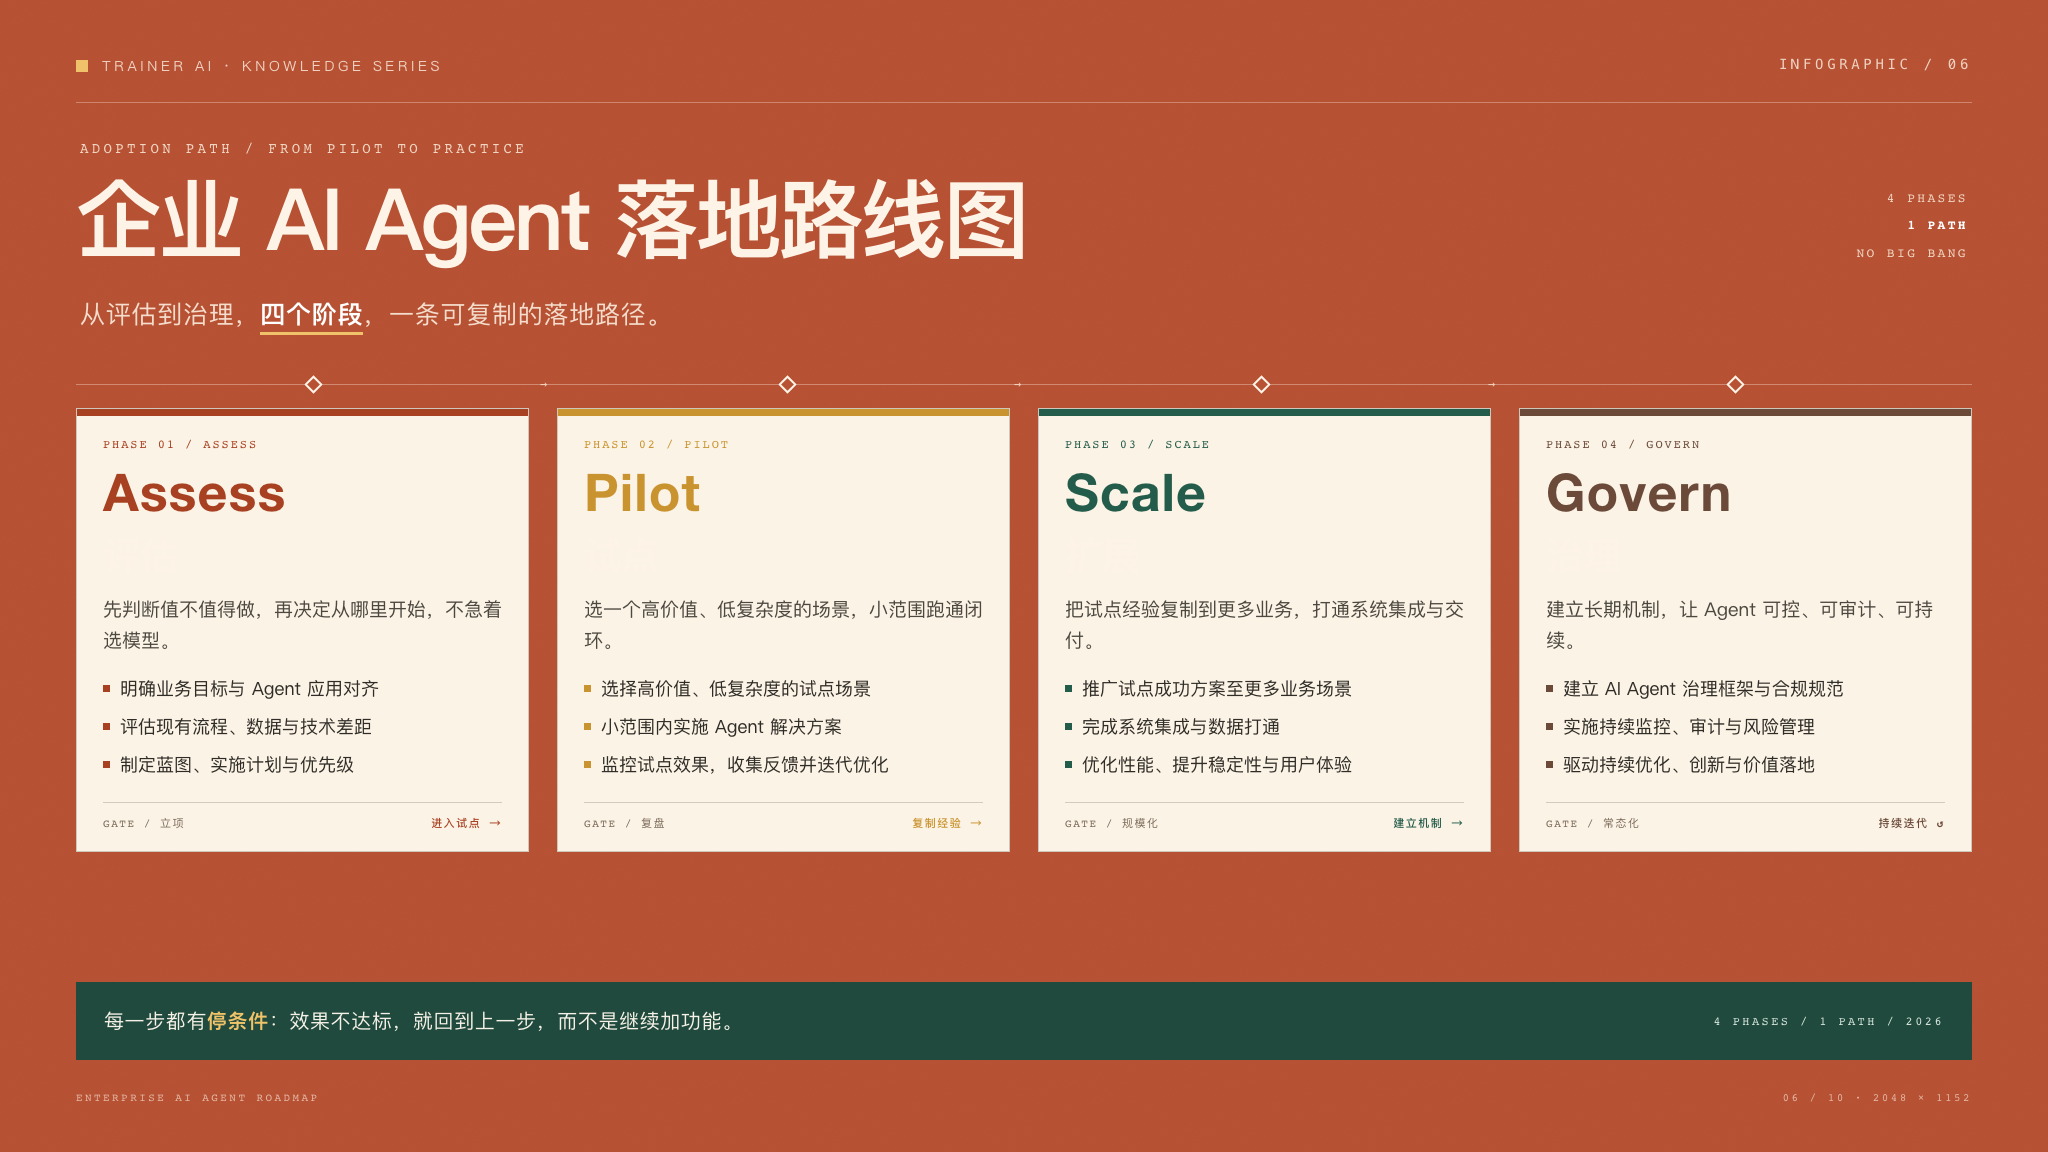 TRAINER AI · KNOWLEDGE SERIES
INFOGRAPHIC / 06
ADOPTION PATH / FROM PILOT TO PRACTICE
企业 AI Agent 落地路线图
4 PHASES
1 PATH
NO BIG BANG
从评估到治理，四个阶段，一条可复制的落地路径。
→ → →
PHASE 01 / ASSESS
Assess
先判断值不值得做，再决定从哪里开始，不急着
选模型。
明确业务目标与 Agent 应用对齐
评估现有流程、数据与技术差距
制定蓝图、实施计划与优先级
GATE / 立项
进入试点 →
PHASE 02 / PILOT
Pilot
选一个高价值、低复杂度的场景，小范围跑通闭
环。
选择高价值、低复杂度的试点场景
小范围内实施 Agent 解决方案
监控试点效果，收集反馈并迭代优化
GATE / 复盘
复制经验 →
PHASE 03 / SCALE
Scale
把试点经验复制到更多业务，打通系统集成与交
付。
推广试点成功方案至更多业务场景
完成系统集成与数据打通
优化性能、提升稳定性与用户体验
GATE / 规模化
建立机制 →
PHASE 04 / GOVERN
Govern
建立长期机制，让 Agent 可控、可审计、可持
续。
建立 AI Agent 治理框架与合规规范
实施持续监控、审计与风险管理
驱动持续优化、创新与价值落地
GATE / 常态化
持续迭代 ↺
每一步都有停条件：效果不达标，就回到上一步，而不是继续加功能。
4 PHASES / 1 PATH / 2026
ENTERPRISE AI AGENT ROADMAP
06 / 10 · 2048 × 1152